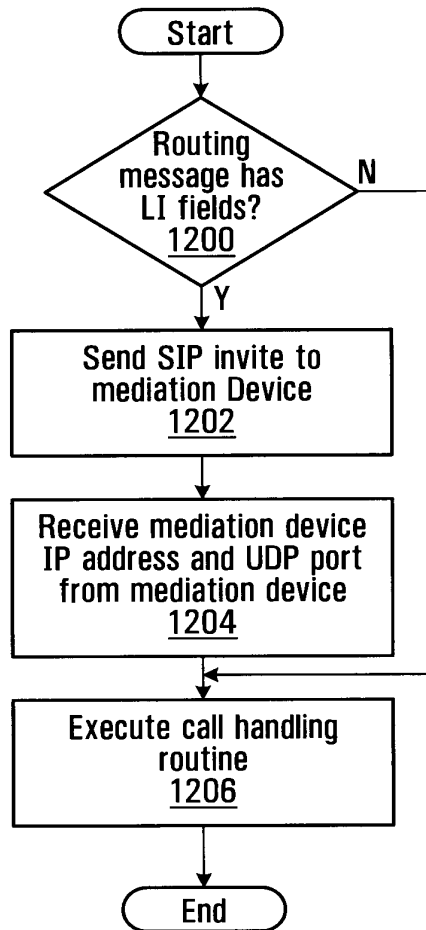 Start
Routing
message has
LI fields?
1200
N
Y
Send SIP invite to
mediation Device
1202
Receive mediation device
IP address and UDP port
from mediation device
1204
Execute call handling
routine
1206
End